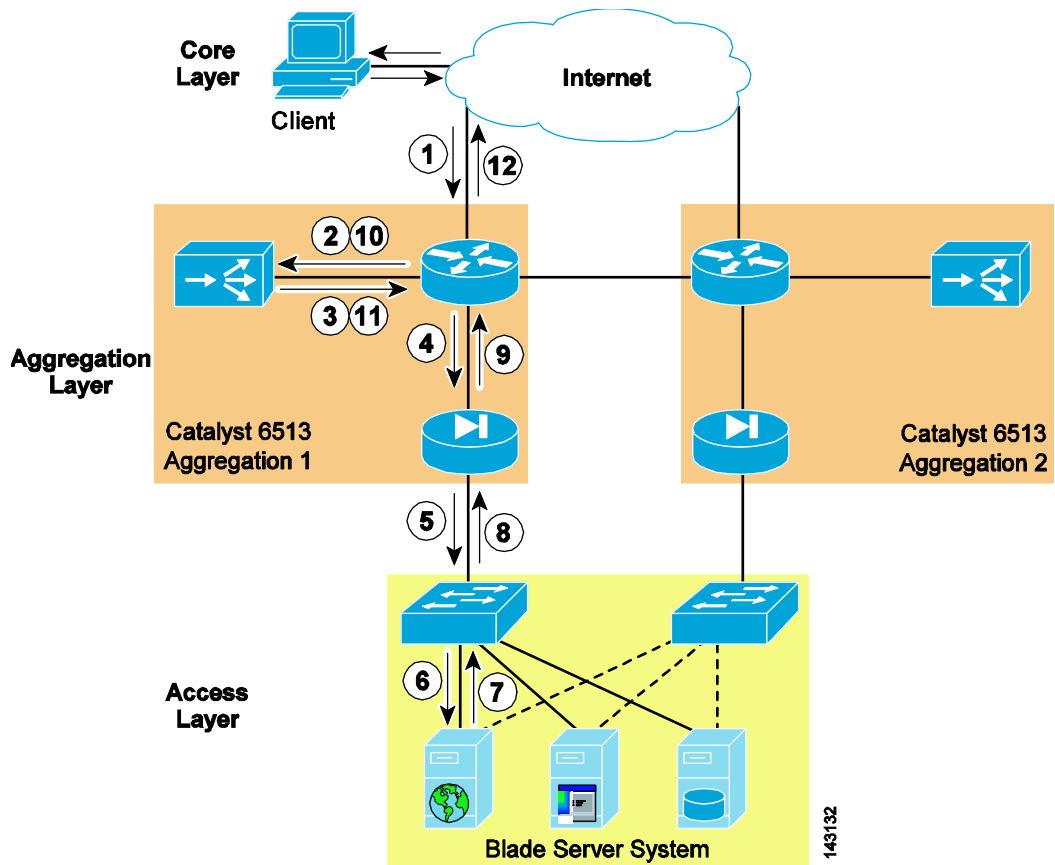 Core
Layer
Internet
Client
1
12
2
10
3
11
4
9
Aggregation
Layer
Catalyst 6513
Aggregation 1
Catalyst 6513
Aggregation 2
5
8
6
7
Access
Layer
Blade Server System
143132